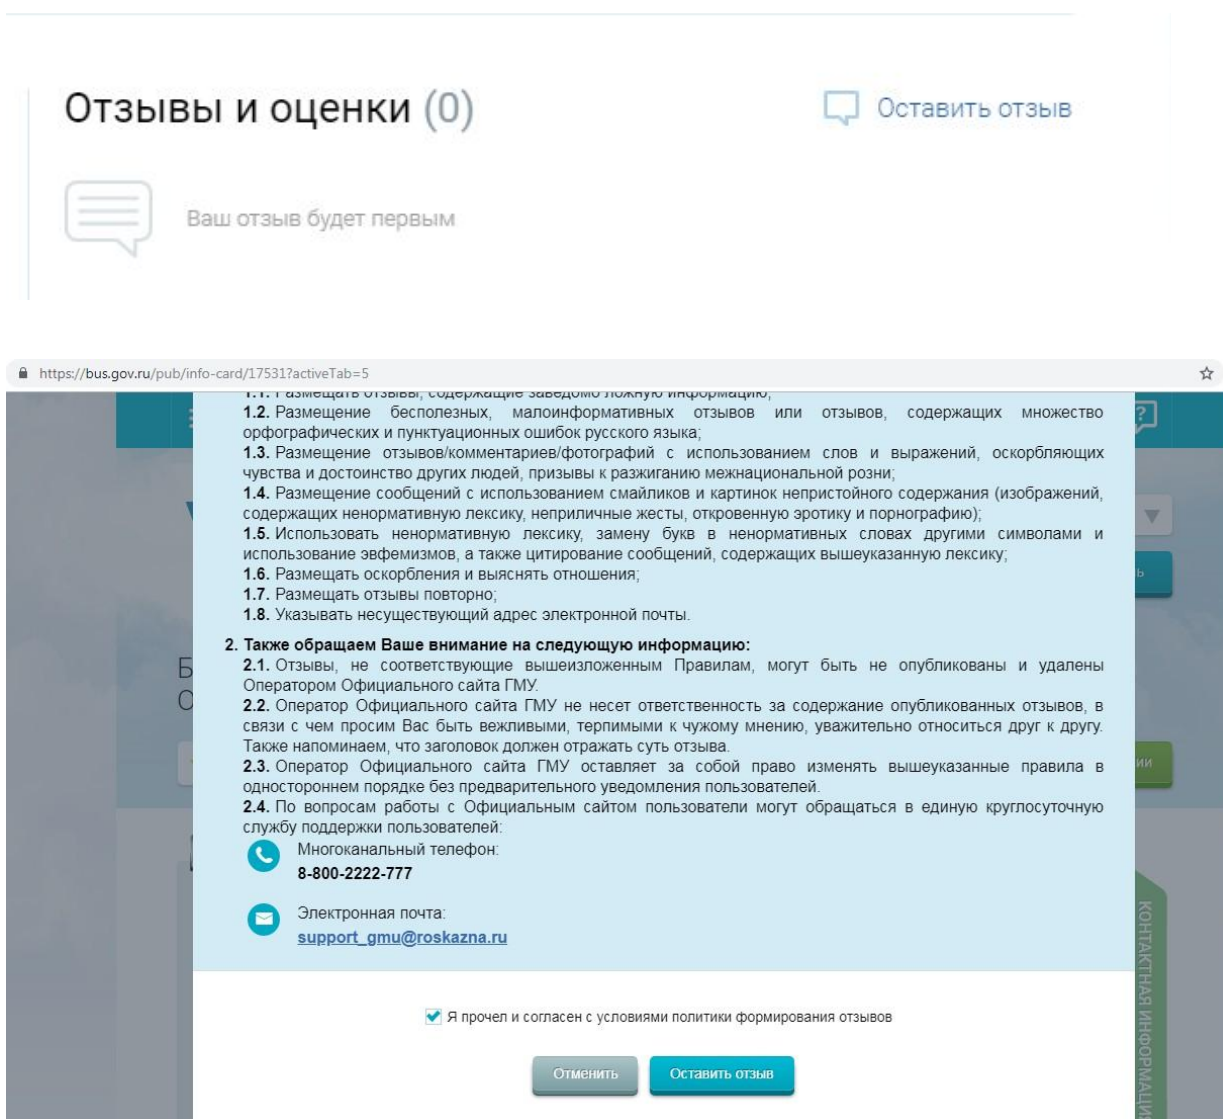 Отзывы и оценки (0)
Оставить отзыв
Ваш отзыв будет первым
https://bus.gov.ru/pub/info-card/17531?activeTab=5
1.1. Размещать отзывы, содержащие заведомо ложную информацию;
1.2. Размещение бесполезных, малоинформативных отзывов или отзывов, содержащих множество
орфографических и пунктуационных ошибок русского языка;
1.3. Размещение отзывов/комментариев/фотографий с использованием слов и выражений, оскорбляющих
чувства и достоинство других людей, призывы к разжиганию межнациональной розни;
1.4. Размещение сообщений с использованием смайликов и картинок непристойного содержания (изображений,
содержащих ненормативную лексику, неприличные жесты, откровенную эротику и порнографию);
1.5. Использовать ненормативную лексику, замену букв в ненормативных словах другими символами и
использование эвфемизмов, а также цитирование сообщений, содержащих вышеуказанную лексику;
1.6. Размещать оскорбления и выяснять отношения;
1.7. Размещать отзывы повторно;
1.8. Указывать несуществующий адрес электронной почты.
2. Также обращаем Ваше внимание на следующую информацию:
2.1. Отзывы, не соответствующие вышеизложенным Правилам, могут быть не опубликованы и удалены
Оператором Официального сайта ГМУ.
2.2. Оператор Официального сайта ГМУ не несет ответственность за содержание опубликованных отзывов, в
связи с чем просим Вас быть вежливыми, терпимыми к чужому мнению, уважительно относиться друг к другу.
Также напоминаем, что заголовок должен отражать суть отзыва.
2.3. Оператор Официального сайта ГМУ оставляет за собой право изменять вышеуказанные правила в
одностороннем порядке без предварительного уведомления пользователей.
2.4. По вопросам работы с Официальным сайтом пользователи могут обращаться в единую круглосуточную
службу поддержки пользователей:
Многоканальный телефон:
8-800-2222-777
Электронная почта:
support_gmu@roskazna.ru
КОНТАКТНАЯ ИНФОРМАЦИЯ
Я прочел и согласен с условиями политики формирования отзывов
Отменить
Оставить отзыв